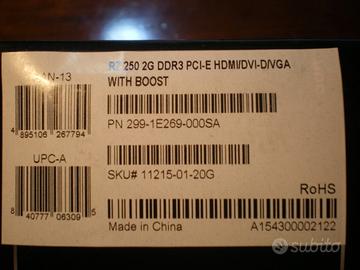 R7 250 2G DDR3 PCI-E HDMI/DVI-D/VGA
WITH BOOST
EAN-13
4 895106 267794
PN 299-1E269-000SA
UPC-A
SKU# 11215-01-20G
RoHS
8 40777 06309 5
Made in China
A154300002122
subito